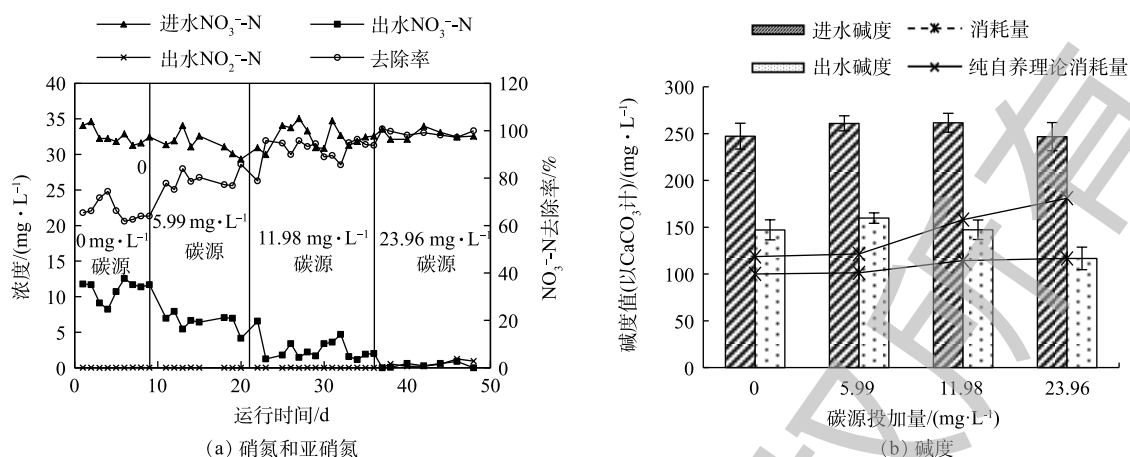 进水NO₃⁻-N 出水NO₃⁻-N
出水NO₂⁻-N 去除率
40
35
30
25
20
15
10
5
0
浓度/(mg·L⁻¹)
120
100
80
60
40
20
0
NO₃⁻-N去除率/%
0
0 mg·L⁻¹
碳源
5.99 mg·L⁻¹
碳源
11.98 mg·L⁻¹
碳源
23.96 mg·L⁻¹
碳源
0 10 20 30 40 50
运行时间/d
(a) 硝氮和亚硝氮
进水碱度 消耗量
出水碱度 纯自养理论消耗量
300
250
200
150
100
50
0
碱度值(以CaCO₃计)/(mg·L⁻¹)
0 5.99 11.98 23.96
碳源投加量/(mg·L⁻¹)
(b) 碱度
权所有